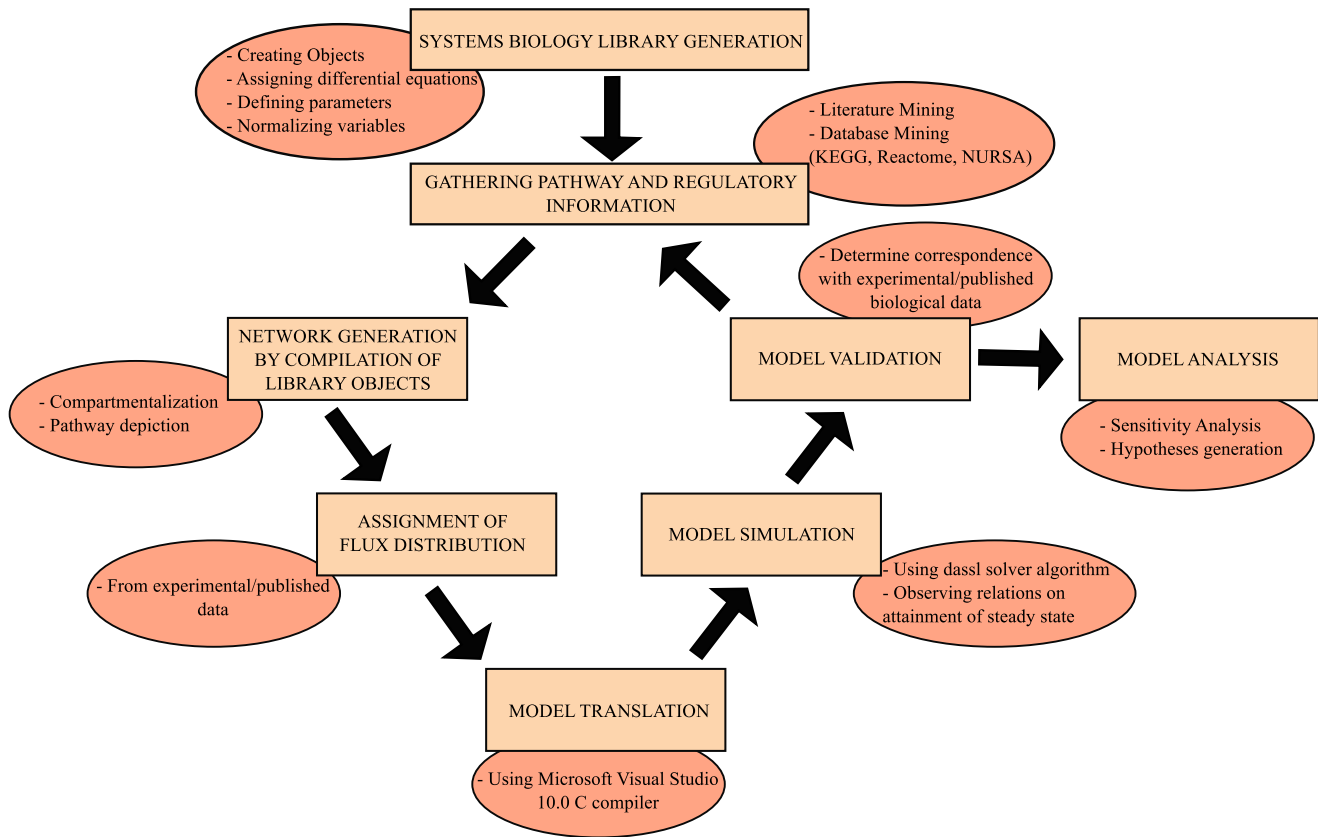 SYSTEMS BIOLOGY LIBRARY GENERATION
- Creating Objects
- Assigning differential equations
- Defining parameters
- Normalizing variables
- Literature Mining
- Database Mining
(KEGG, Reactome, NURSA)
GATHERING PATHWAY AND REGULATORY
INFORMATION
- Determine correspondence
with experimental/published
biological data
NETWORK GENERATION
BY COMPILATION OF
LIBRARY OBJECTS
- Compartmentalization
- Pathway depiction
MODEL VALIDATION
MODEL ANALYSIS
- Sensitivity Analysis
- Hypotheses generation
ASSIGNMENT OF
FLUX DISTRIBUTION
- From experimental/published
data
MODEL SIMULATION
- Using dassl solver algorithm
- Observing relations on
attainment of steady state
MODEL TRANSLATION
- Using Microsoft Visual Studio
10.0 C compiler